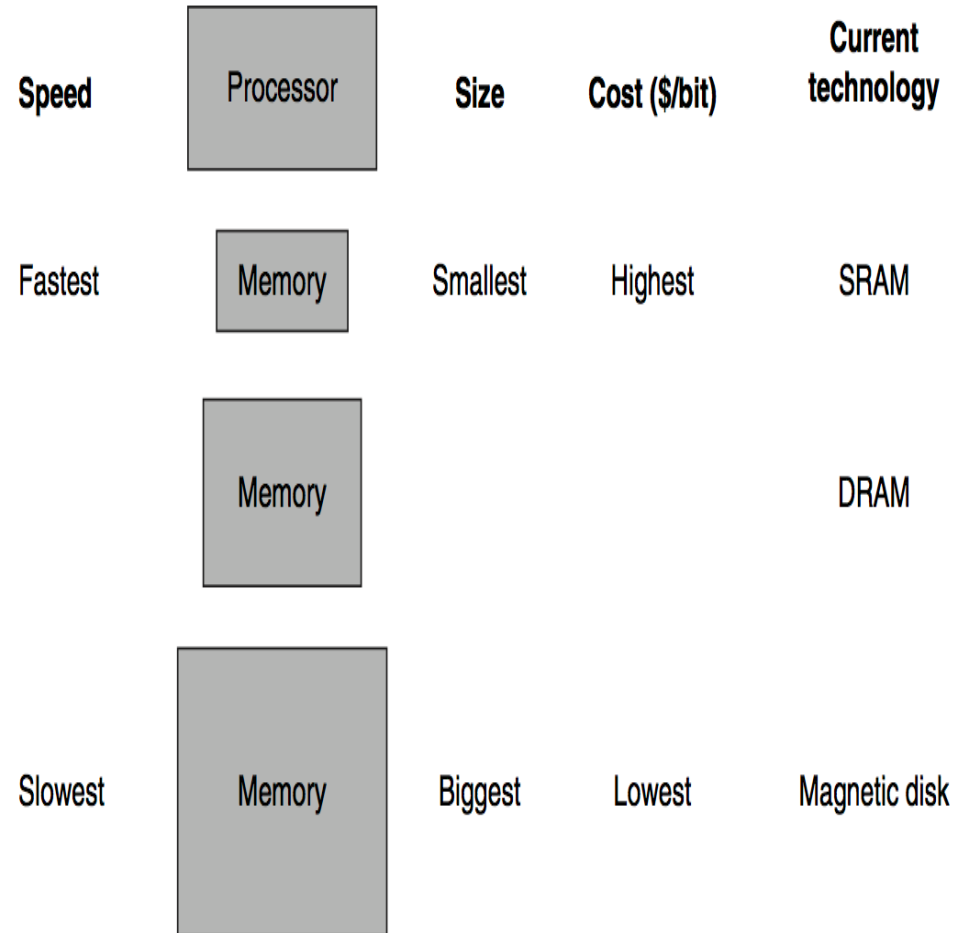 Speed Processor Size Cost ($/bit) Current
technology
Fastest Memory Smallest Highest SRAM
Memory DRAM
Slowest Memory Biggest Lowest Magnetic disk